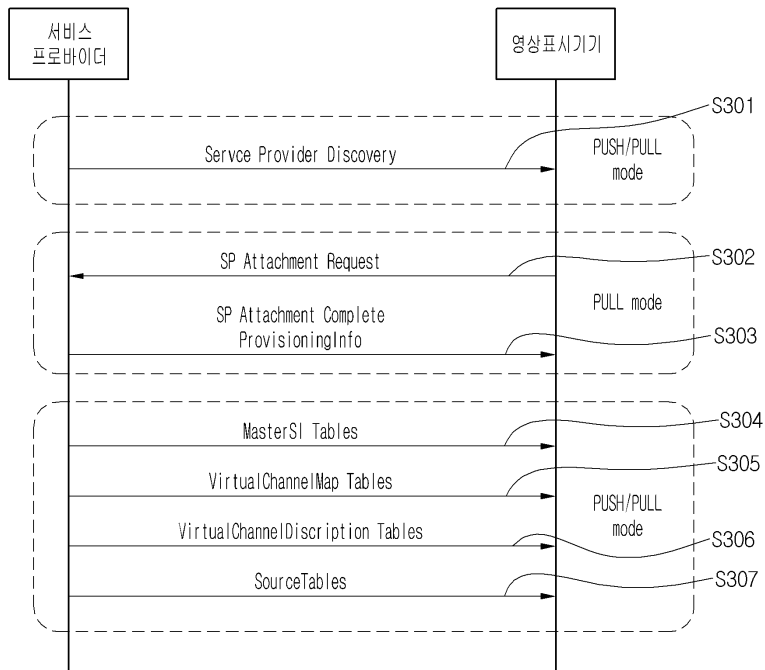 서비스
프로바이더
영상표시기기
S301
Servce Provider Discovery
PUSH/PULL
mode
SP Attachment Request
S302
SP Attachment Complete
ProvisioningInfo
PULL mode
S303
MasterSI Tables
S304
VirtualChannelMap Tables
S305
PUSH/PULL
mode
VirtualChannelDiscription Tables
S306
SourceTables
S307